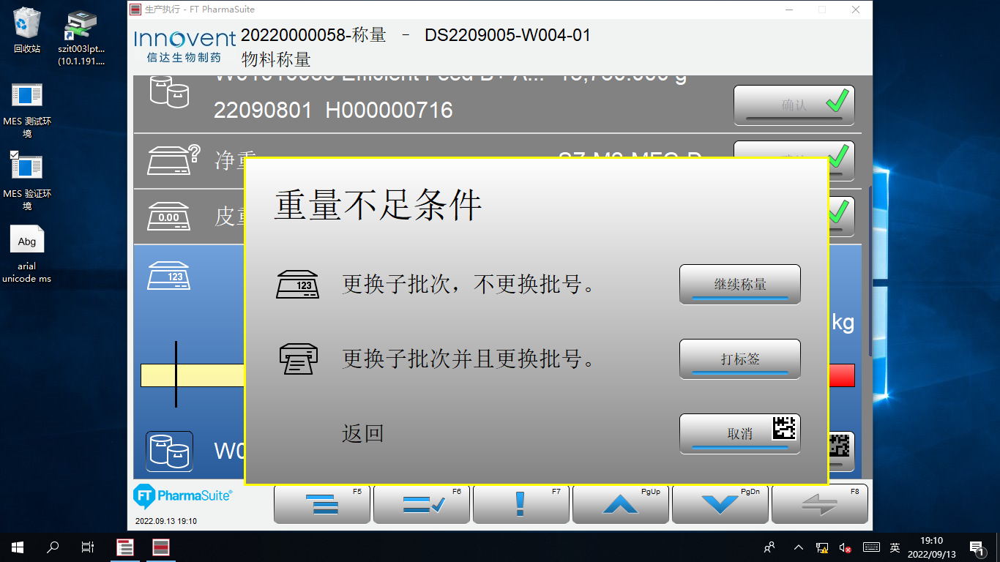 生产执行 - FT PharmaSuite
回收站
szit003lpt...
(10.1.191....
MES 测试环
境
MES 验证环
境
Abg
arial
unicode ms
Innovent
信达生物制药
20220000058-称量 - DS2209005-W004-01
物料称量
22090801 H000000716
确认
净重
0.00
皮重
123
kg
W0
重量不足条件
123
更换子批次，不更换批号。
继续称量
更换子批次并且更换批号。
打标签
返回
取消
FT PharmaSuite
2022.09.13 19:10
F5
F6
F7
PgUp
PgDn
F8
英
19:10
2022/09/13
1